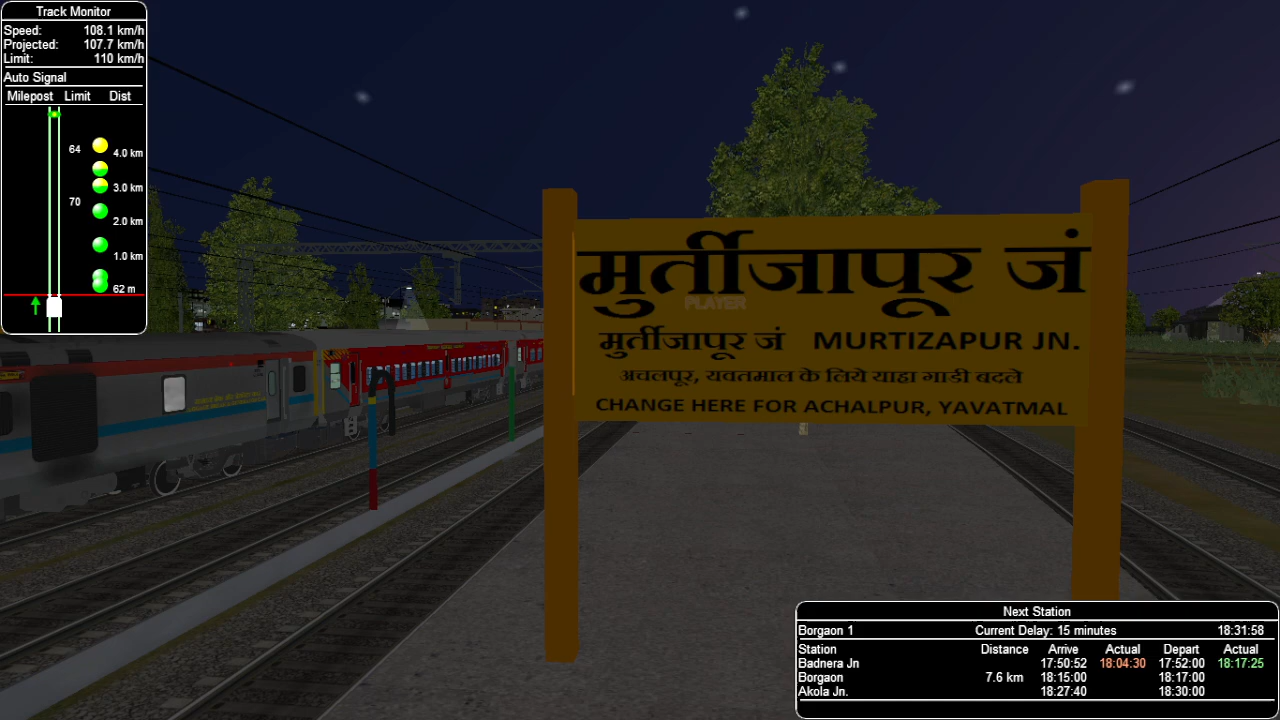 Track Monitor
Speed: 108.1 km/h
Projected: 107.7 km/h
Limit: 110 km/h
Auto Signal
Milepost Limit Dist
64 4.0 km
3.0 km
70
2.0 km
1.0 km
62 m
मुर्तीजापूर जं
PLAYER
मुर्तीजापूर जं MURTIZAPUR JN.
अचलपूर, यवतमाल के लिये याहा गाडी बदले
CHANGE HERE FOR ACHALPUR, YAVATMAL
Next Station
Borgaon 1 Current Delay: 15 minutes 18:31:58
Station Distance Arrive Actual Depart Actual
Badnera Jn 17:50:52 18:04:30 17:52:00 18:17:25
Borgaon 7.6 km 18:15:00 18:17:00
Akola Jn. 18:27:40 18:30:00